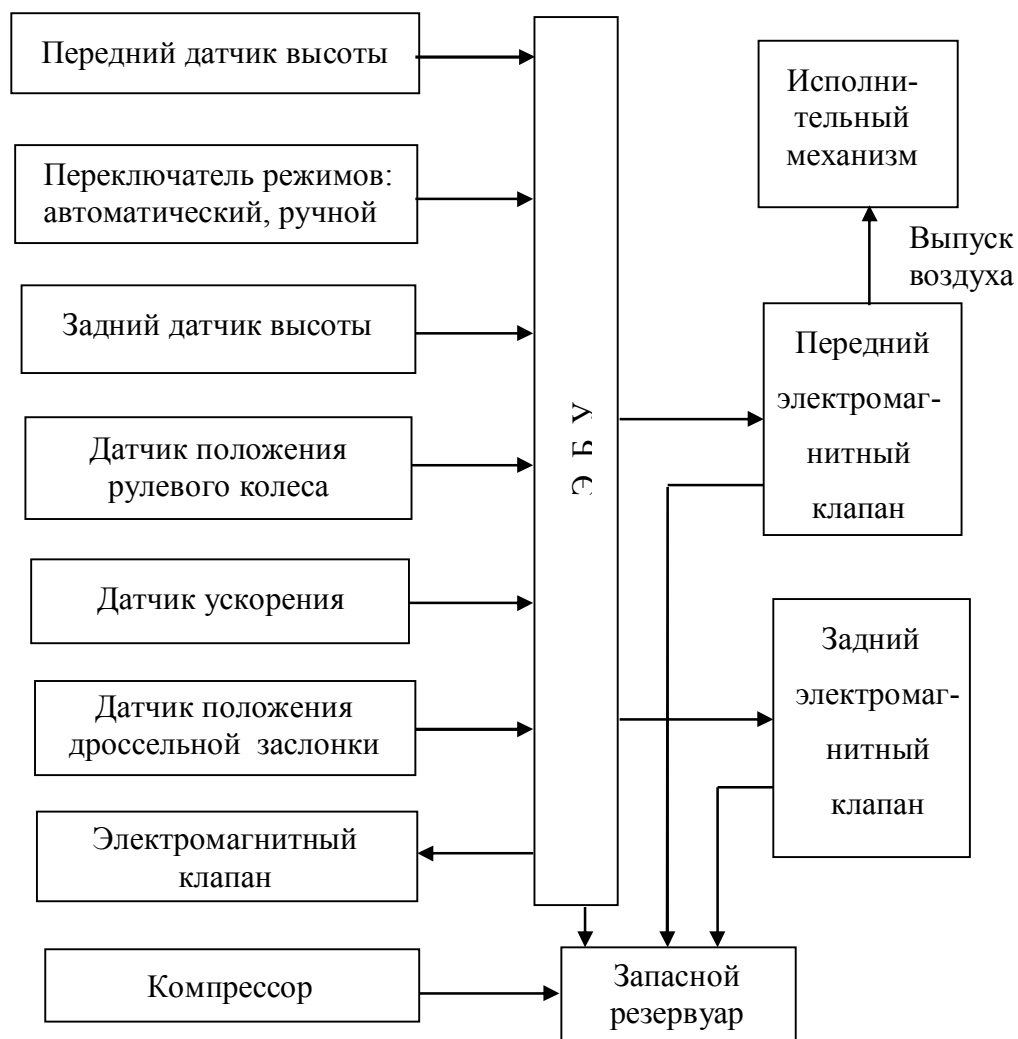 Передний датчик высоты
Переключатель режимов:
автоматический, ручной
Задний датчик высоты
Датчик положения
рулевого колеса
Датчик ускорения
Датчик положения
дроссельной заслонки
Электромагнитный
клапан
Компрессор
Э Б У
Исполни-
тельный
механизм
Выпуск
воздуха
Передний
электромаг-
нитный
клапан
Задний
электромаг-
нитный
клапан
Запасной
резервуар